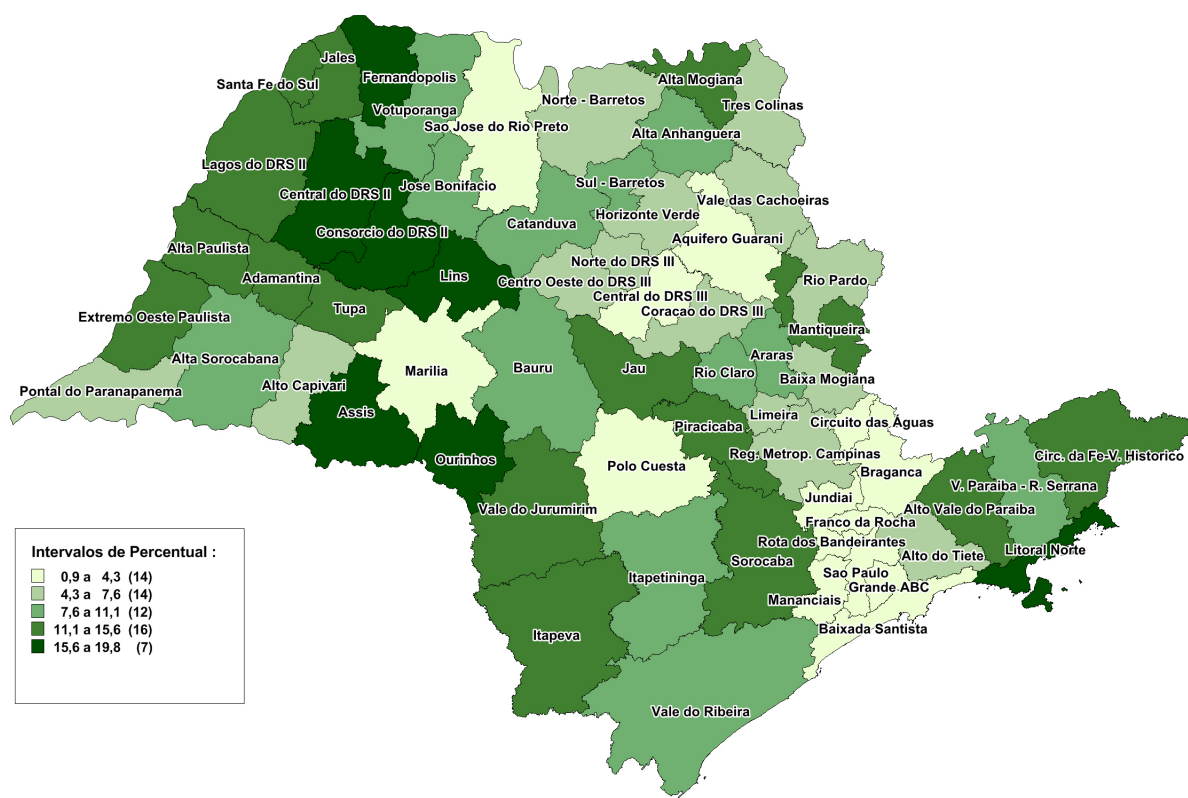 Jales
Santa Fe do Sul
Fernandopolis
Votuporanga
Sao Jose do Rio Preto
Norte - Barretos
Alta Mogiana
Tres Colinas
Alta Anhanguera
Lagos do DRS II
Central do DRS II
Jose Bonifacio
Sul - Barretos
Vale das Cachoeiras
Horizonte Verde
Catanduva
Consorcio do DRS II
Aquifero Guarani
Alta Paulista
Norte do DRS III
Adamantina
Lins
Centro Oeste do DRS III
Rio Pardo
Central do DRS III
Tupa
Coraçao do DRS III
Extremo Oeste Paulista
Mantiqueira
Alta Sorocabana
Araras
Bauru
Jau
Marilia
Rio Claro
Baixa Mogiana
Alto Capivari
Pontal do Paranapanema
Assis
Limeira
Circuito das Águas
Piracicaba
Reg. Metrop. Campinas
Circ. da Fe-V. Historico
Ourinhos
Polo Cuesta
Braganca
V. Paraiba - R. Serrana
Jundiai
Vale do Jurumirim
Alto Vale do Paraiba
Franco da Rocha
Rota dos Bandeirantes
Litoral Norte
Alto do Tiete
Sorocaba
Sao Paulo
Itapetininga
Grande ABC
Mananciais
Baixada Santista
Itapeva
Vale do Ribeira
Intervalos de Percentual :
0,9 a 4,3 (14)
4,3 a 7,6 (14)
7,6 a 11,1 (12)
11,1 a 15,6 (16)
15,6 a 19,8 (7)